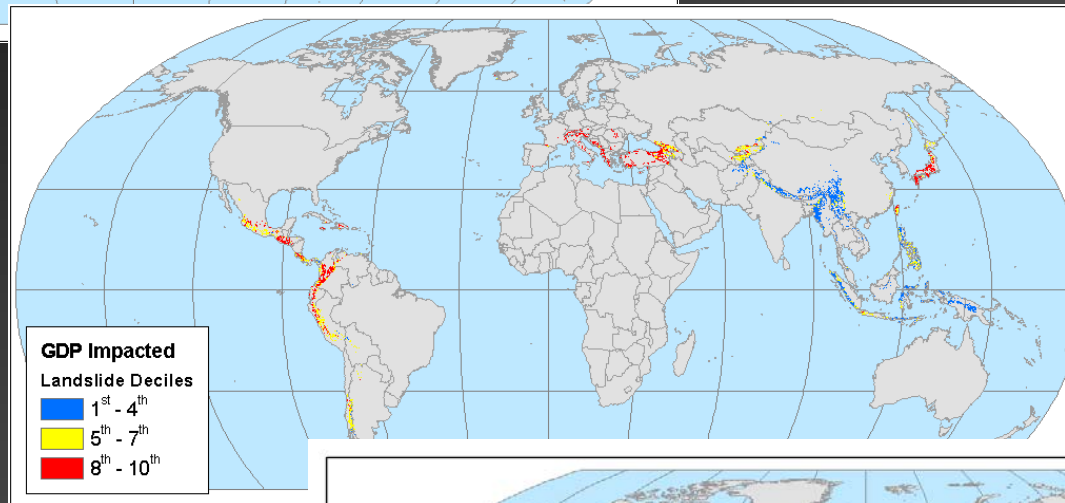 GDP Impacted
Landslide Deciles
1st - 4th
5th - 7th
8th - 10th